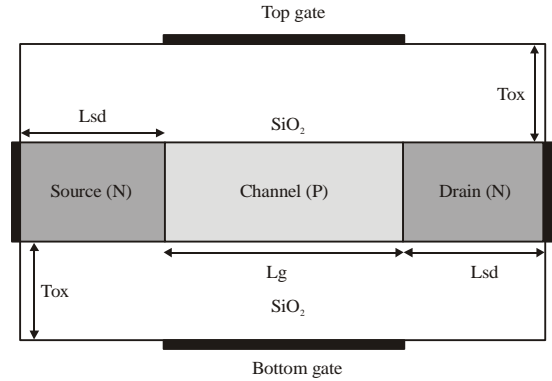 Top gate
Lsd
Tox
SiO₂
Source (N)
Channel (P)
Drain (N)
Lg
Lsd
Tox
SiO₂
Bottom gate